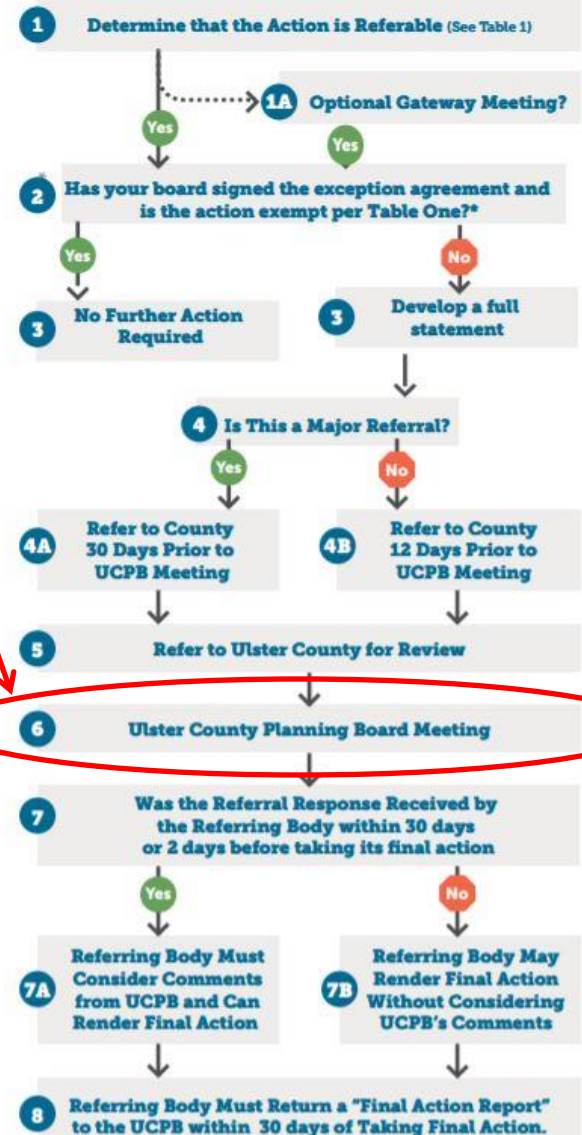 1 Determine that the Action is Referable (See Table 1)
1A Optional Gateway Meeting?
Yes
Yes
2 Has your board signed the exception agreement and
is the action exempt per Table One?*
Yes
No
3 No Further Action
Required
3 Develop a full
statement
4 Is This a Major Referral?
Yes
No
4A Refer to County
30 Days Prior to
UCPB Meeting
4B Refer to County
12 Days Prior to
UCPB Meeting
5 Refer to Ulster County for Review
6 Ulster County Planning Board Meeting
7 Was the Referral Response Received by
the Referring Body within 30 days
or 2 days before taking its final action
Yes
No
7A Referring Body Must
Consider Comments
from UCPB and Can
Render Final Action
7B Referring Body May
Render Final Action
Without Considering
UCPB's Comments
8 Referring Body Must Return a "Final Action Report"
to the UCPB within 30 days of Taking Final Action.